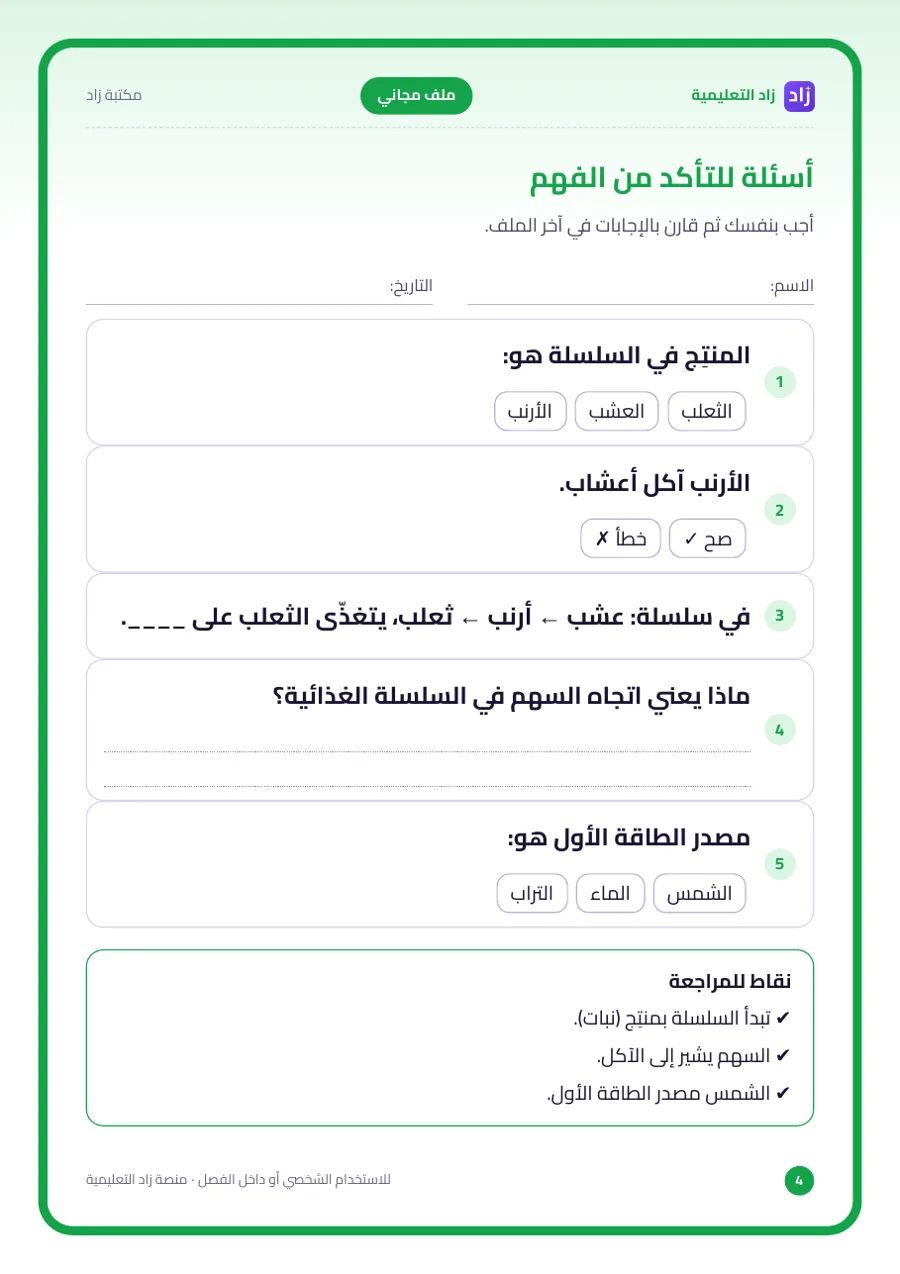 زاد زاد التعليمية
ملف مجاني
مكتبة زاد
أسئلة للتأكد من الفهم
أجب بنفسك ثم قارن بالإجابات في آخر الملف.
الاسم:
التاريخ:
1
المنتِج في السلسلة هو:
الثعلب العشب الأرنب
2
الأرنب آكل أعشاب.
صح ✓ خطأ ✗
3
في سلسلة: عشب ← أرنب ← ثعلب، يتغذّى الثعلب على ____.
4
ماذا يعني اتجاه السهم في السلسلة الغذائية؟
5
مصدر الطاقة الأول هو:
الشمس الماء التراب
نقاط للمراجعة
✔ تبدأ السلسلة بمنتِج (نبات).
✔ السهم يشير إلى الآكل.
✔ الشمس مصدر الطاقة الأول.
4
للاستخدام الشخصي أو داخل الفصل · منصة زاد التعليمية